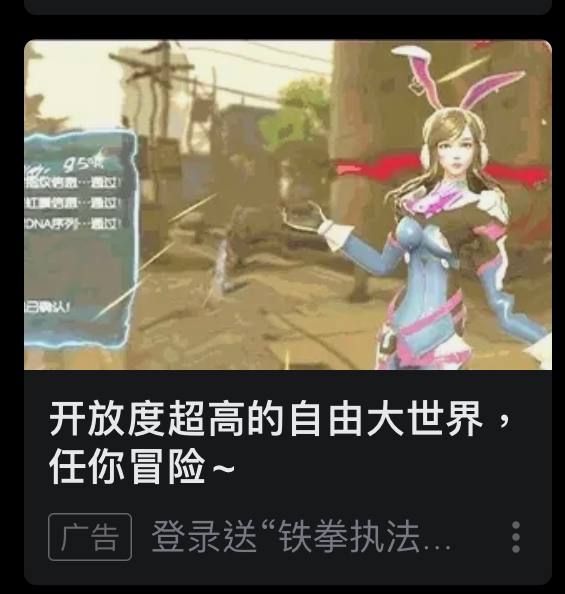 指纹信息…通过!
虹膜信息…通过!
DNA序列…通过!
已确认!
开放度超高的自由大世界，
任你冒险~
广告 登录送“铁拳执法...